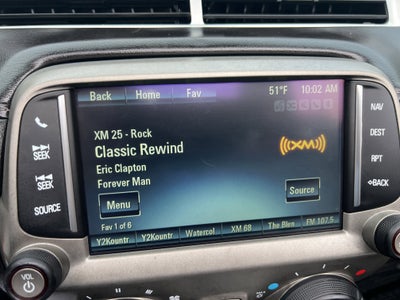 Back Home Fav 51°F 10:02 AM
XM 25 - Rock
Classic Rewind
((XM))
Eric Clapton
Forever Man
Menu Source
Fav 1 of 6
Y2Kountr Y2Kountr Watercol XM 68 The Blen FM 107.5
SEEK
SEEK
SOURCE
NAV
DEST
RPT
BACK
VOL